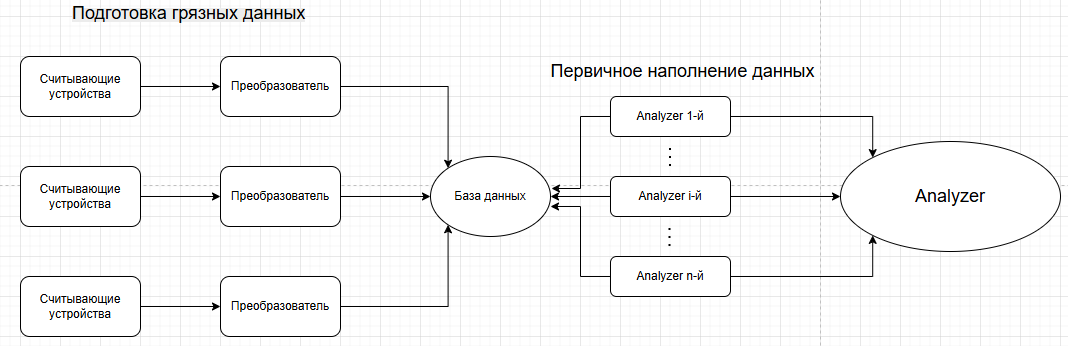 Подготовка грязных данных
Первичное наполнение данных
Считывающие
устройства
Преобразователь
Analyzer 1-й
Считывающие
устройства
Преобразователь
База данных
Analyzer i-й
Analyzer
Считывающие
устройства
Преобразователь
Analyzer n-й